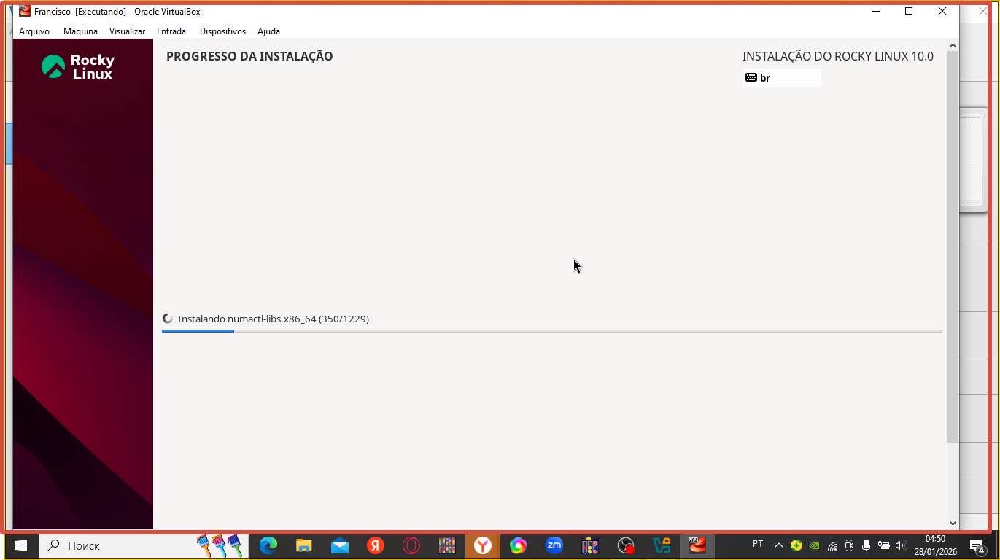 Francisco [Executando] - Oracle VirtualBox
Arquivo Máquina Visualizar Entrada Dispositivos Ajuda
Rocky
Linux
PROGRESSO DA INSTALAÇÃO
INSTALAÇÃO DO ROCKY LINUX 10.0
br
Instalando numactl-libs.x86_64 (350/1229)
Поиск
Я
Y
zm
PT
04:50
28/01/2026
4